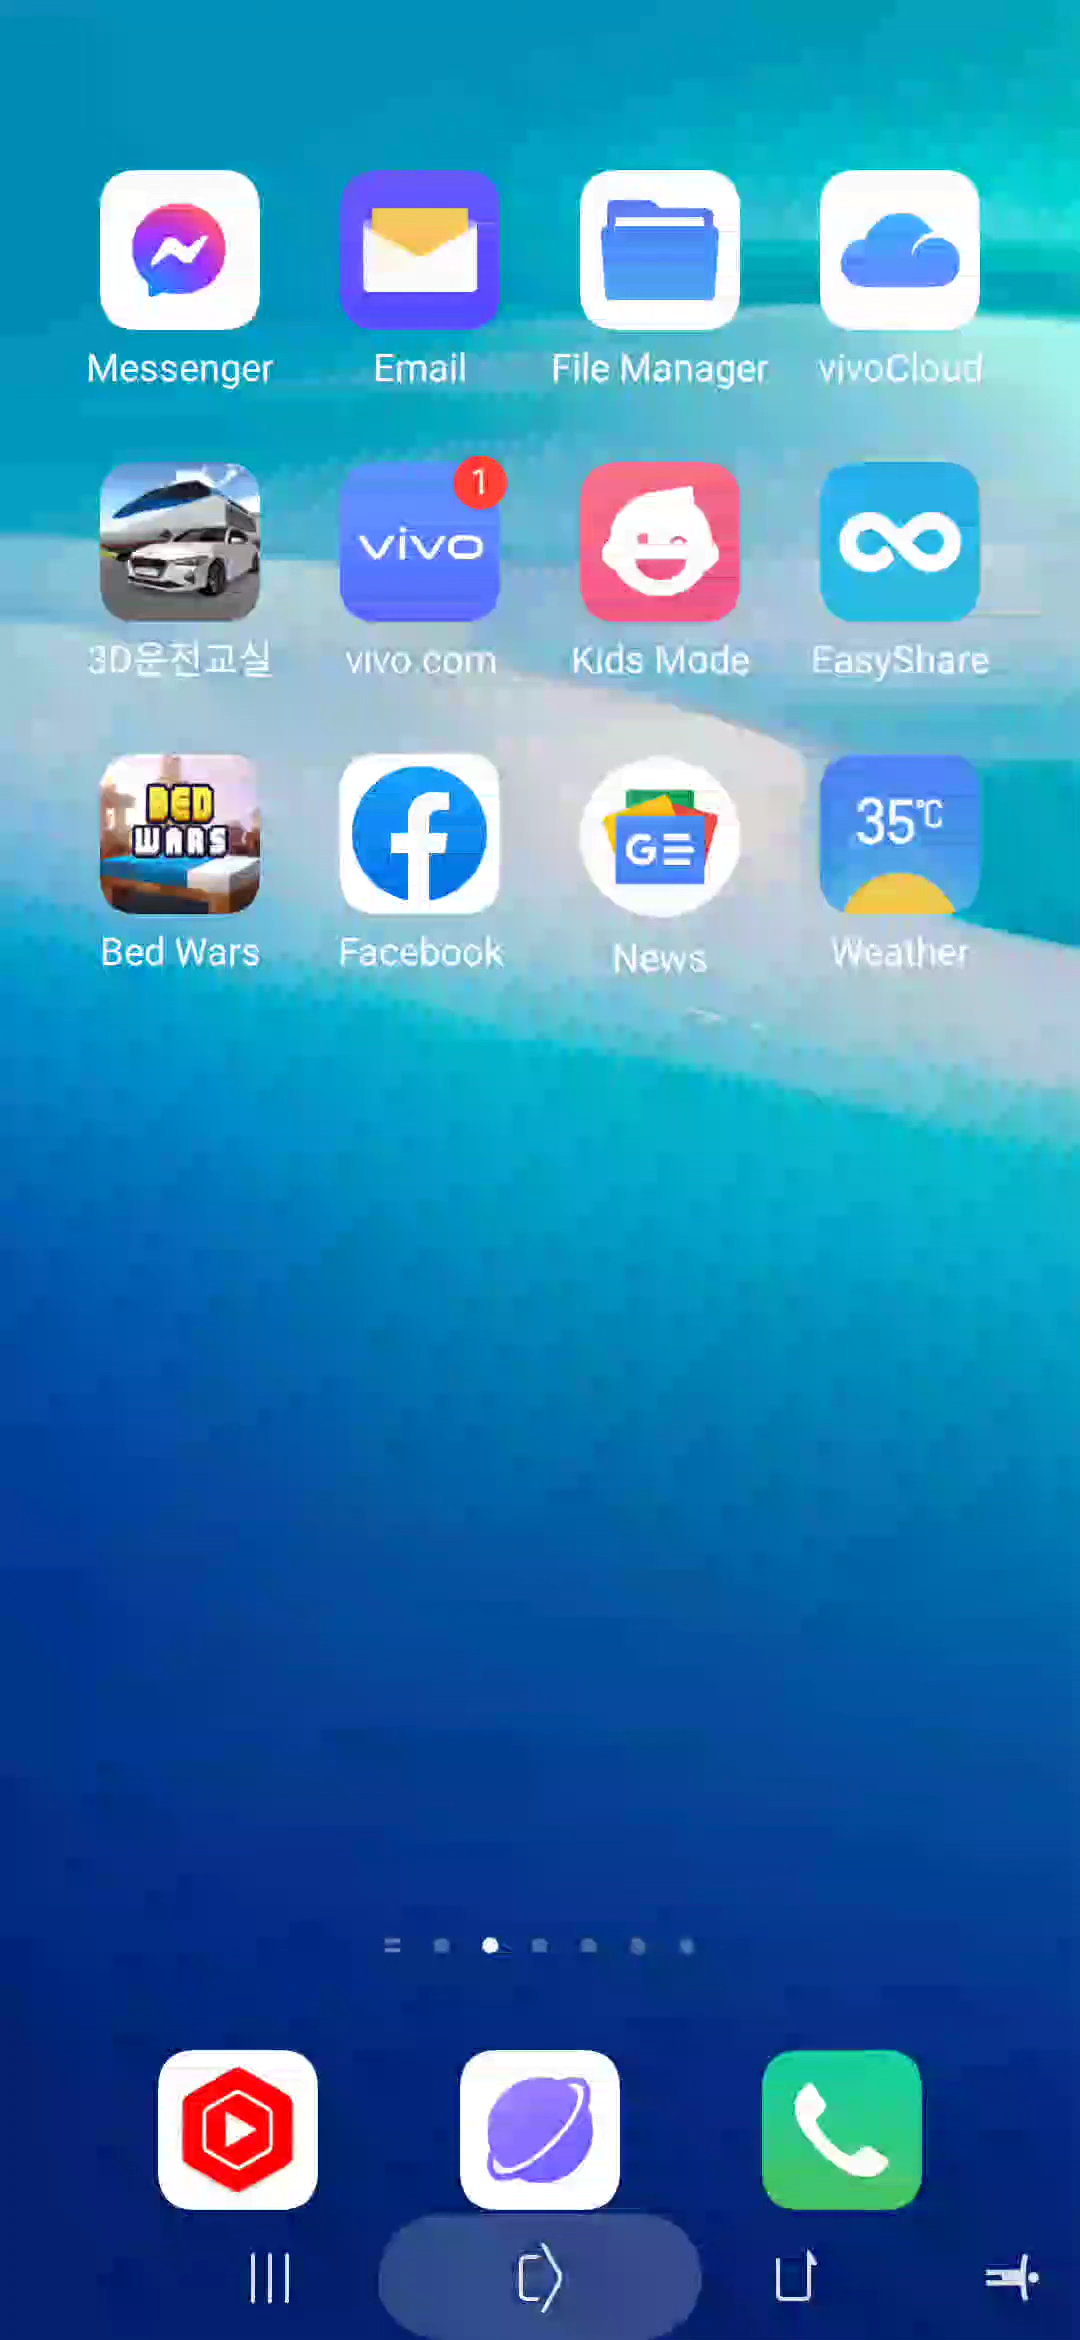 Messenger
Email
File Manager
vivoCloud
1
vivo
3D운전교실
vivo.com
Kids Mode
EasyShare
BED
WARS
GE
35°C
Bed Wars
Facebook
News
Weather